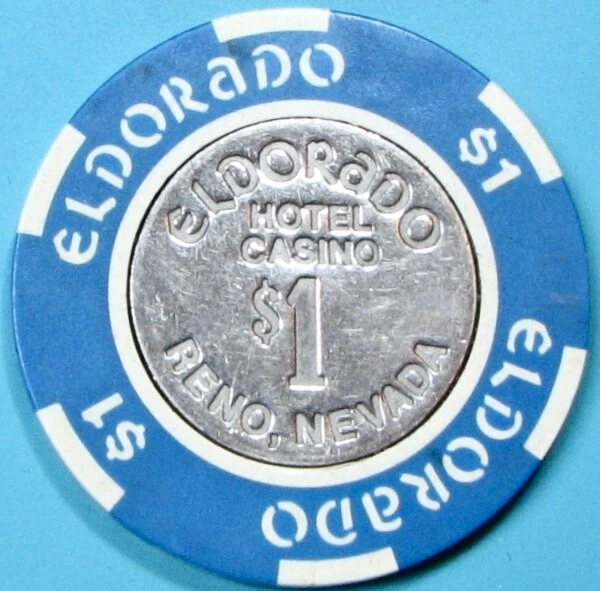 ELDORADO
$1
ELDORADO
$1
ELDORADO
HOTEL
CASINO
$1
RENO, NEVADA